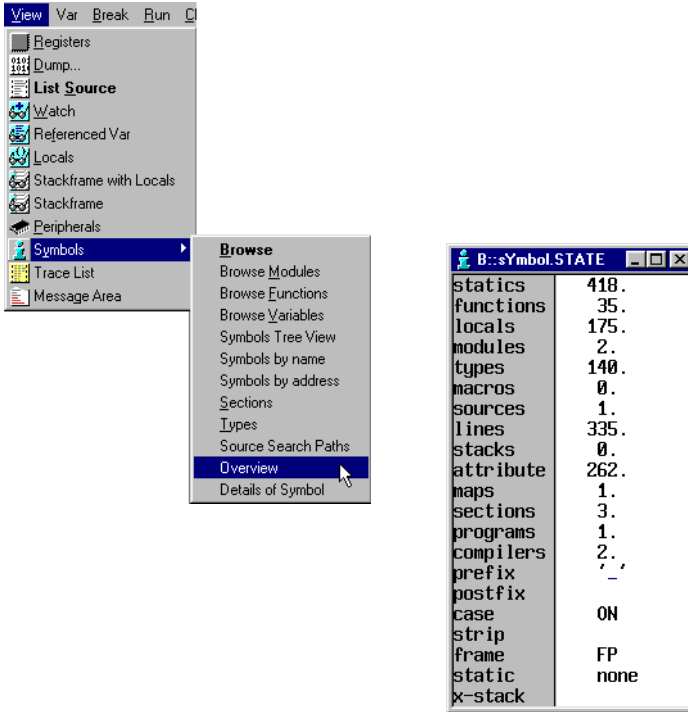 View Var Break Run C
Registers
Dump...
List Source
Watch
Referenced Var
Locals
Stackframe with Locals
Stackframe
Peripherals
Symbols
Trace List
Message Area
Browse
Browse Modules
Browse Functions
Browse Variables
Symbols Tree View
Symbols by name
Symbols by address
Sections
Types
Source Search Paths
Overview
Details of Symbol
B::sYmbol.STATE
statics 418.
functions 35.
locals 175.
modules 2.
types 140.
macros 0.
sources 1.
lines 335.
stacks 0.
attribute 262.
maps 1.
sections 3.
programs 1.
compilers 2.
prefix '_'
postfix
case ON
strip
frame FP
static none
x-stack